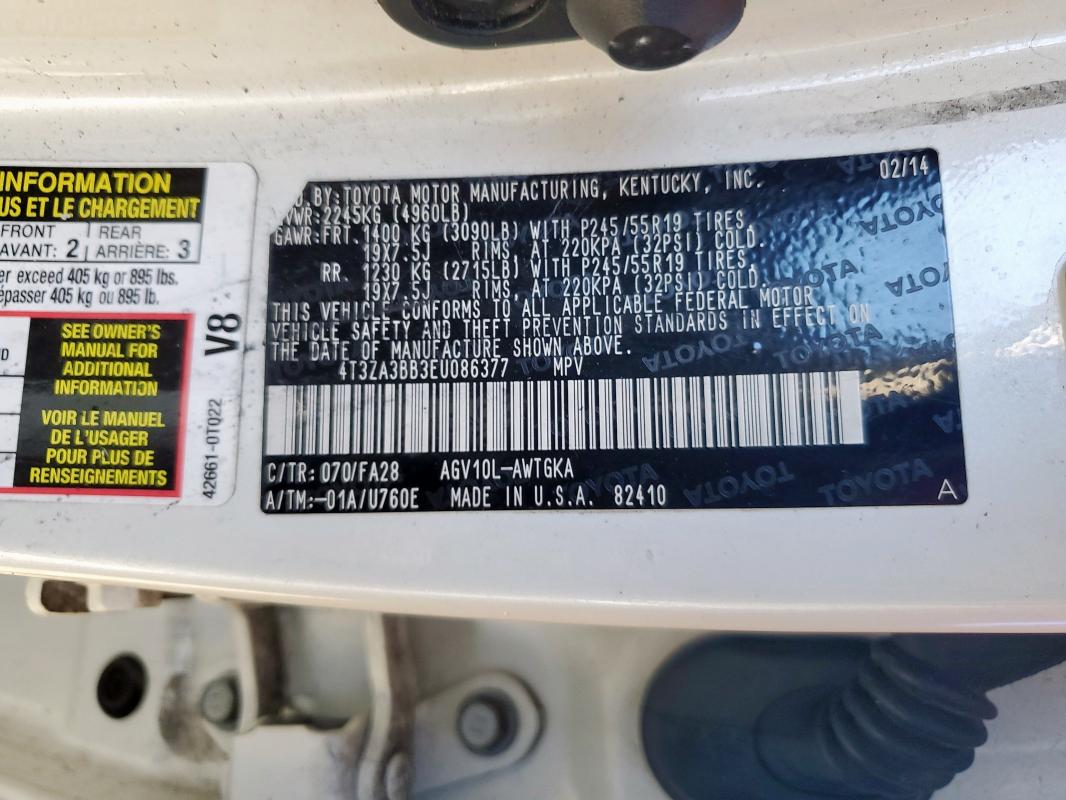 INFORMATION
US ET LE CHARGEMENT
FRONT
AVANT: 2
REAR
ARRIÈRE: 3
er exceed 405 kg or 895 lbs.
épasser 405 kg ou 895 lb.
SEE OWNER'S
MANUAL FOR
ADDITIONAL
INFORMATION
VOIR LE MANUEL
DE L'USAGER
POUR PLUS DE
RENSEIGNEMENTS
V8
42661-0T022
BY: TOYOTA MOTOR MANUFACTURING, KENTUCKY, INC. 02/14
GVWR: 2245KG (4960LB)
GAWR: FRT. 1400 KG (3090LB) WITH P245/55R19 TIRES,
19X7.5J RIMS, AT 220KPA (32PSI) COLD.
RR. 1230 KG (2715LB) WITH P245/55R19 TIRES,
19X7.5J RIMS, AT 220KPA (32PSI) COLD.
THIS VEHICLE CONFORMS TO ALL APPLICABLE FEDERAL MOTOR
VEHICLE SAFETY AND THEFT PREVENTION STANDARDS IN EFFECT ON
THE DATE OF MANUFACTURE SHOWN ABOVE.
4T3ZA3BB3EU086377 MPV
C/TR: 070/FA28 AGV10L-AWTGKA
A/TM: -01A/U760E MADE IN U.S.A. 82410
A
TOYOTA